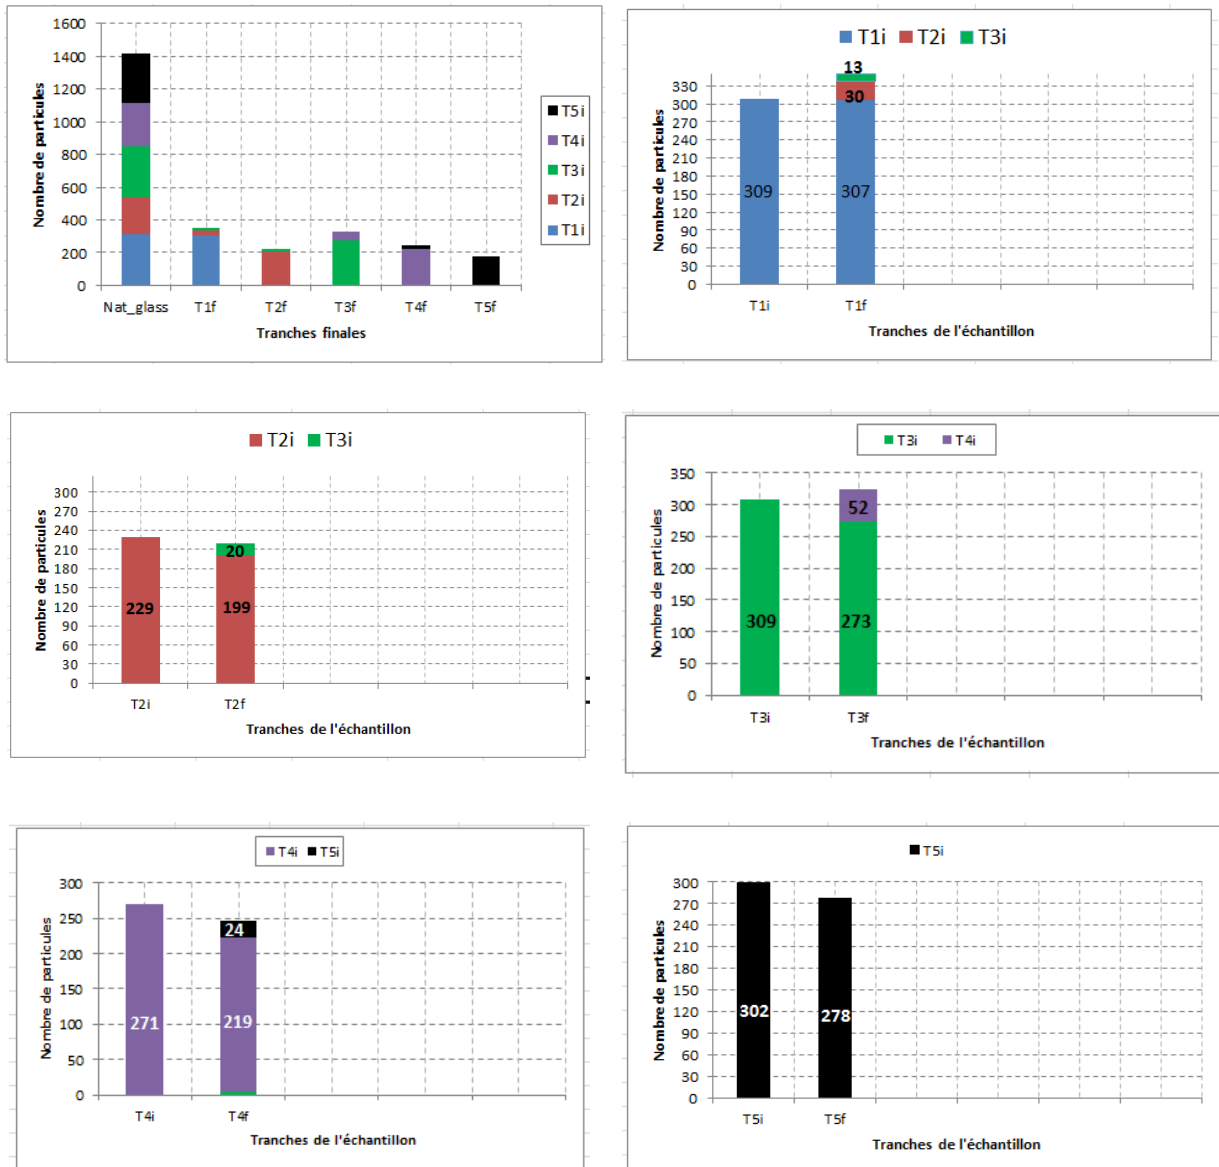 1600
1400
1200
1000
800
600
400
200
0
Nombre de particules
Nat_glass T1f T2f T3f T4f T5f
Tranches finales
T5i
T4i
T3i
T2i
T1i
T1i T2i T3i
330
300
270
240
210
180
150
120
90
60
30
0
Nombre de particules
13
30
309
307
T1i T1f
Tranches de l'échantillon
T2i T3i
300
270
240
210
180
150
120
90
60
30
0
Nombre de particules
20
229
199
T2i T2f
Tranches de l'échantillon
T3i T4i
350
300
250
200
150
100
50
0
Nombre de particules
52
309
273
T3i T3f
Tranches de l'échantillon
T4i T5i
300
250
200
150
100
50
0
Nombre de particules
24
271
219
T4i T4f
Tranches de l'échantillon
T5i
300
270
240
210
180
150
120
90
60
30
0
Nombre de particules
302
278
T5i T5f
Tranches de l'échantillon